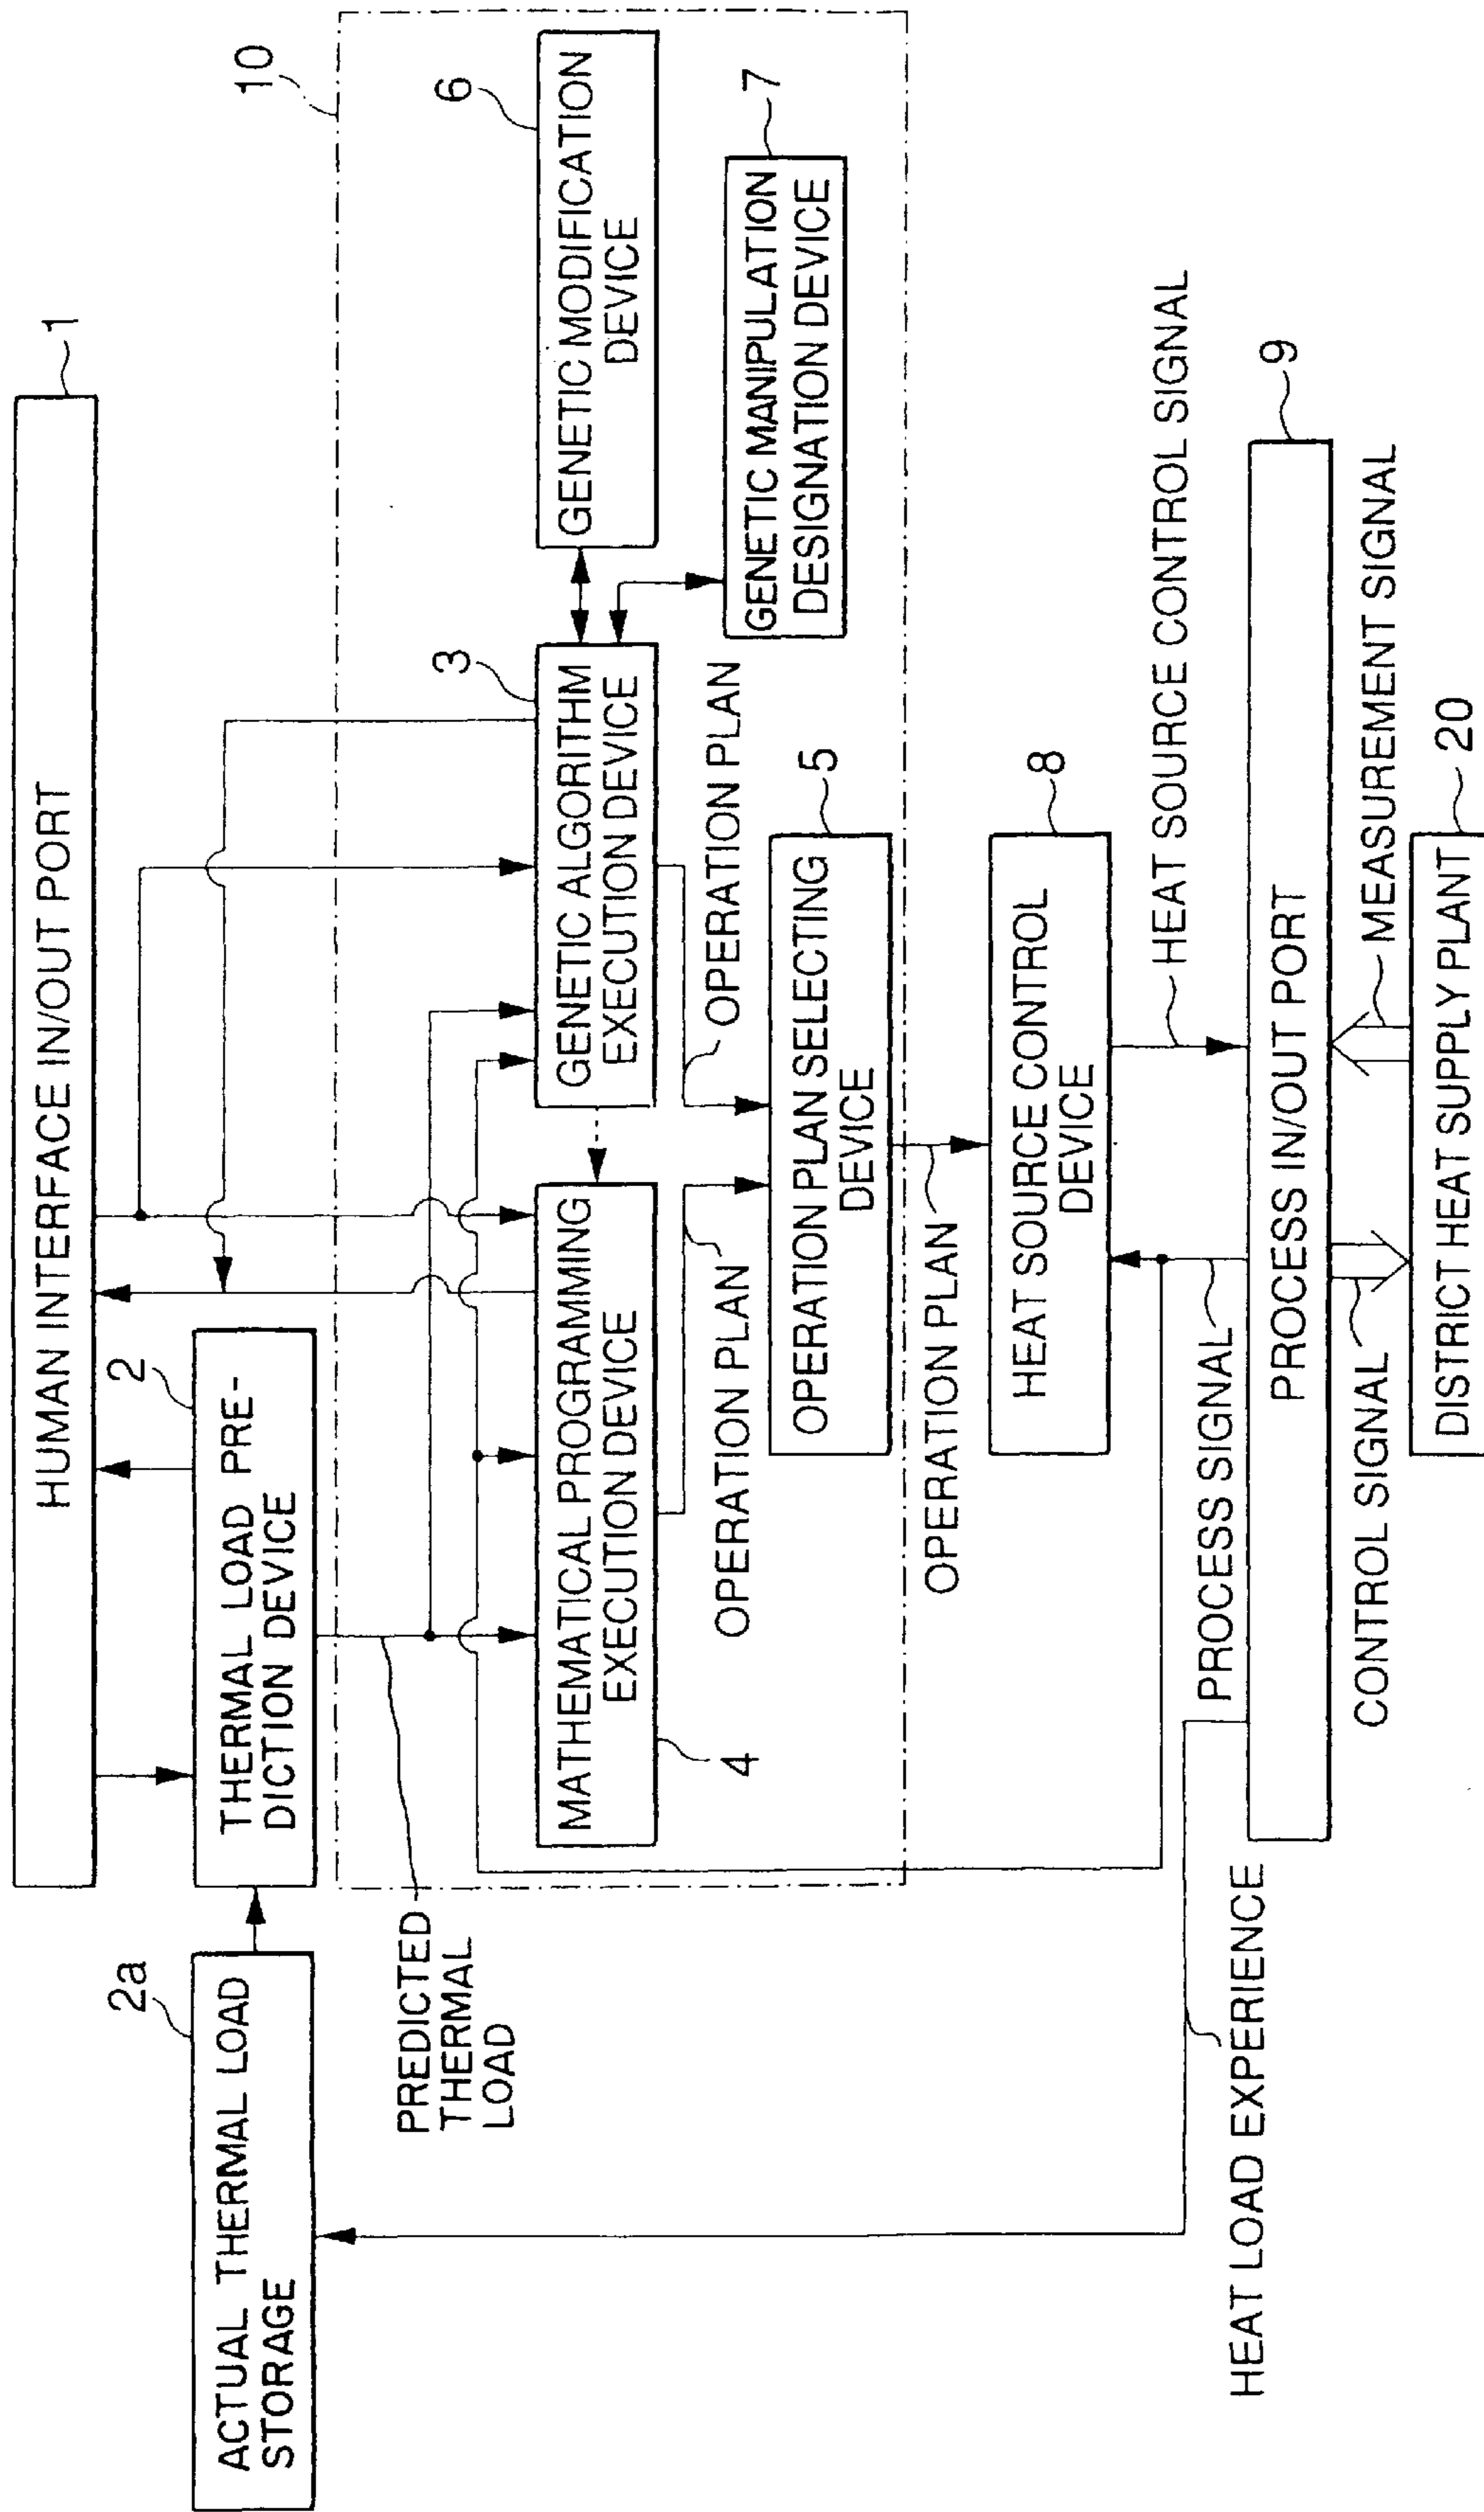 HUMAN INTERFACE IN/OUT PORT
1
2a
ACTUAL THERMAL LOAD
STORAGE
2
THERMAL LOAD PRE-
DICTION DEVICE
10
PREDICTED
THERMAL
LOAD
MATHEMATICAL PROGRAMING
EXECUTION DEVICE
4
3
GENETIC ALGORITHM
EXECUTION DEVICE
6
GENETIC MODIFICATION
DEVICE
7
GENETIC MANIPULATION
DESIGNATION DEVICE
OPERATION PLAN
OPERATION PLAN
5
OPERATION PLAN SELECTING
DEVICE
OPERATION PLAN
8
HEAT SOURCE CONTROL
DEVICE
PROCESS SIGNAL
HEAT SOURCE CONTROL SIGNAL
HEAT LOAD EXPERIENCE
9
PROCESS IN/OUT PORT
CONTROL SIGNAL
MEASUREMENT SIGNAL
20
DISTRICT HEAT SUPPLY PLANT